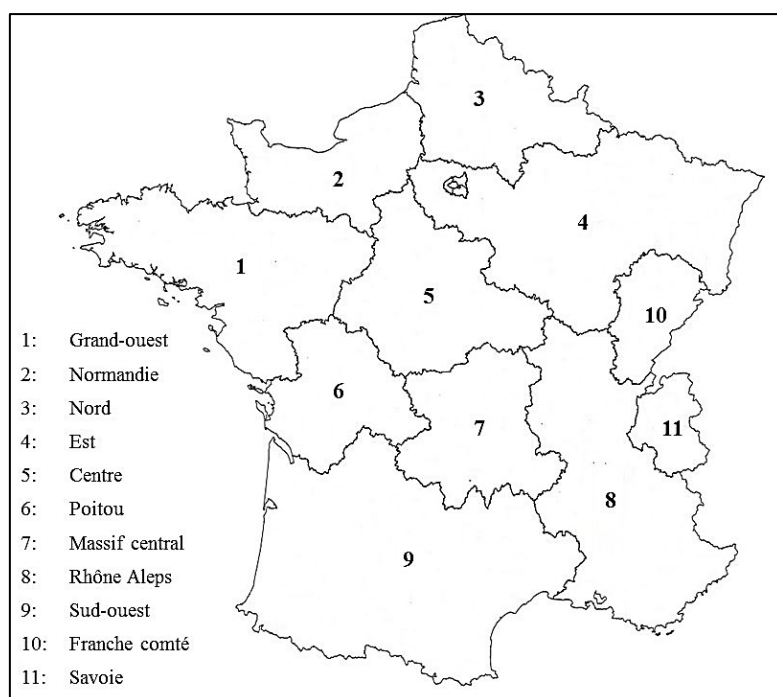 3
2
4
1
5
10
6
11
7
8
9
1: Grand-ouest
2: Normandie
3: Nord
4: Est
5: Centre
6: Poitou
7: Massif central
8: Rhône Aleps
9: Sud-ouest
10: Franche comté
11: Savoie